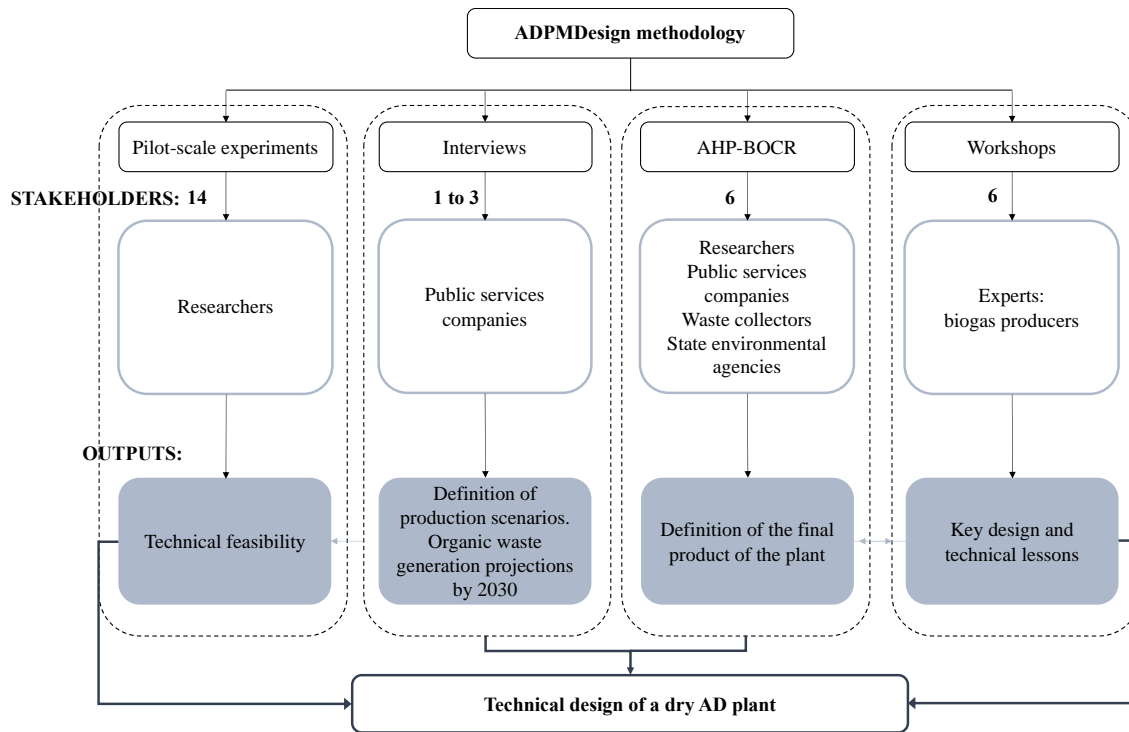 ADPMDesign methodology
Pilot-scale experiments
Interviews
AHP-BOCR
Workshops
STAKEHOLDERS: 14
1 to 3
6
6
Researchers
Public services
companies
Researchers
Public services
companies
Waste collectors
State environmental
agencies
Experts:
biogas producers
OUTPUTS:
Technical feasibility
Definition of
production scenarios.
Organic waste
generation projections
by 2030
Definition of the final
product of the plant
Key design and
technical lessons
Technical design of a dry AD plant